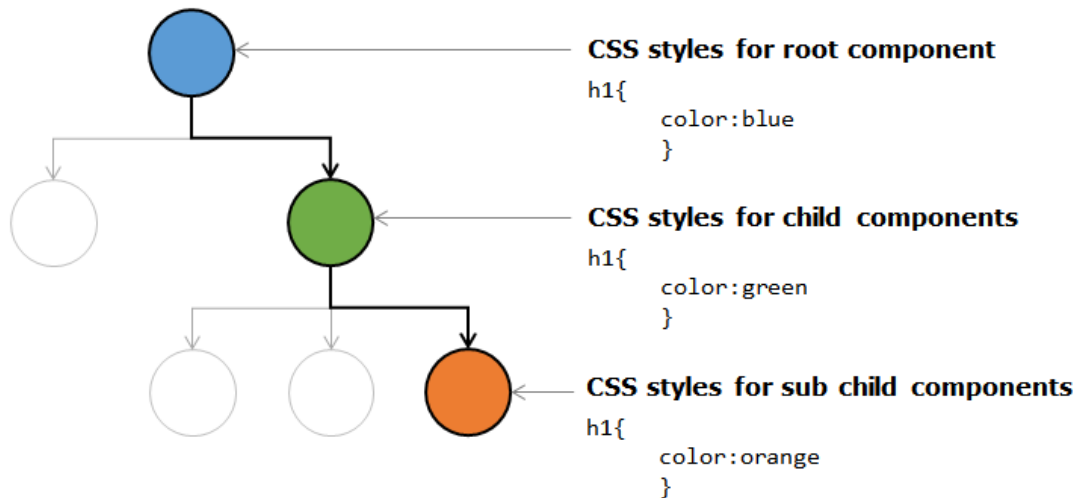 CSS styles for root component
h1{
color:blue
}
CSS styles for child components
h1{
color:green
}
CSS styles for sub child components
h1{
color:orange
}